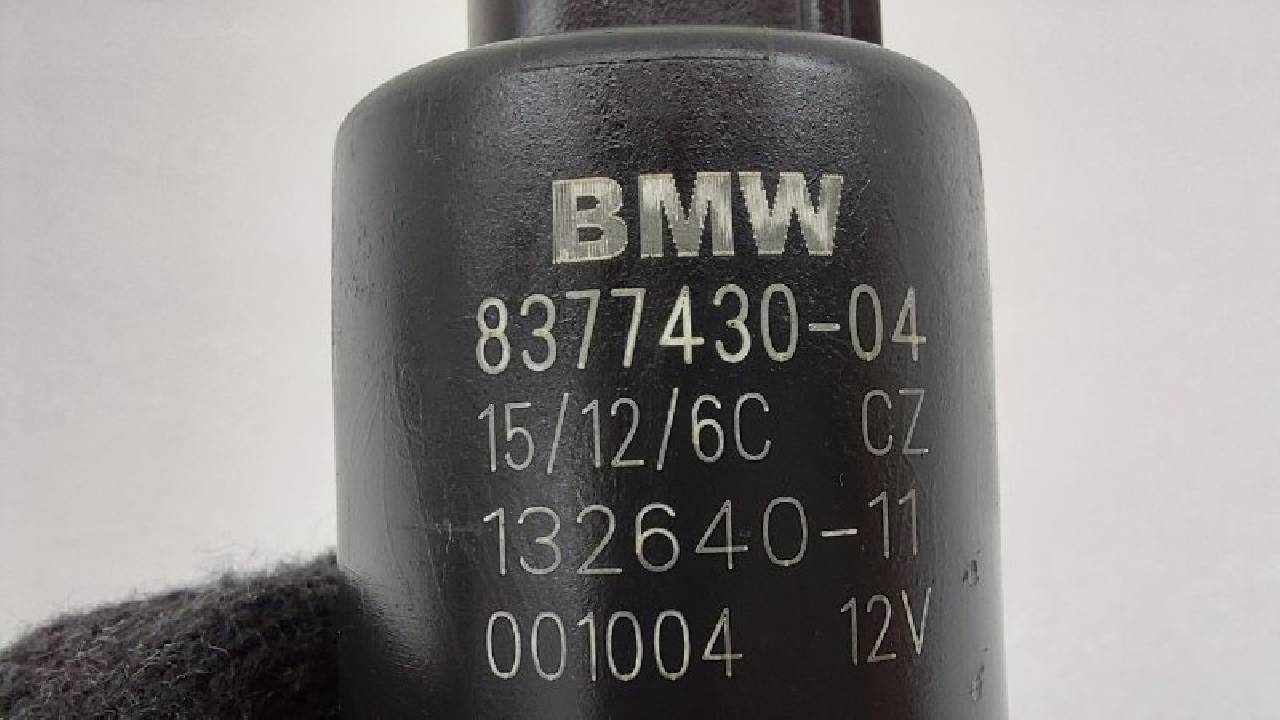 BMW
8377430-04
15/12/6C CZ
132640-11
001004 12V